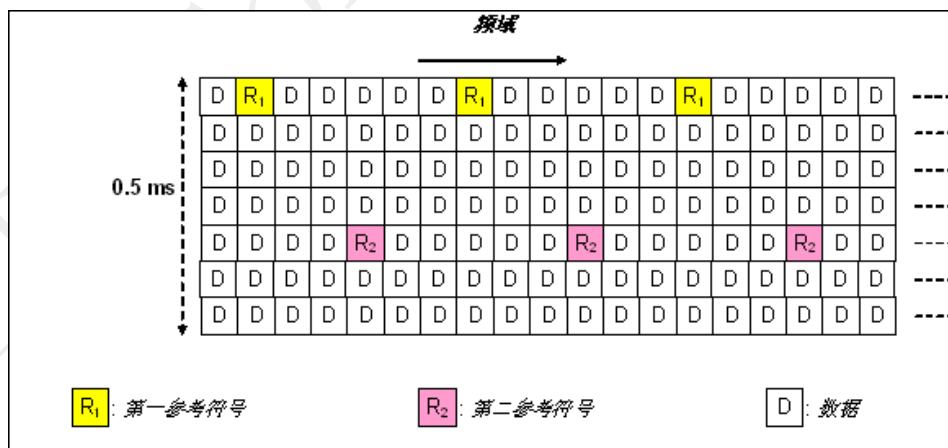 频域
D R₁ D D D D D R₁ D D D D D R₁ D D D D D
D D D D D D D D D D D D D D D D D D D
D D D D D D D D D D D D D D D D D D D
0.5 ms
D D D D D D D D D D D D D D D D D D D
D D D D R₂ D D D D D R₂ D D D D D R₂ D D
D D D D D D D D D D D D D D D D D D D
D D D D D D D D D D D D D D D D D D D
R₁ : 第一参考符号 R₂ : 第二参考符号 D : 数据